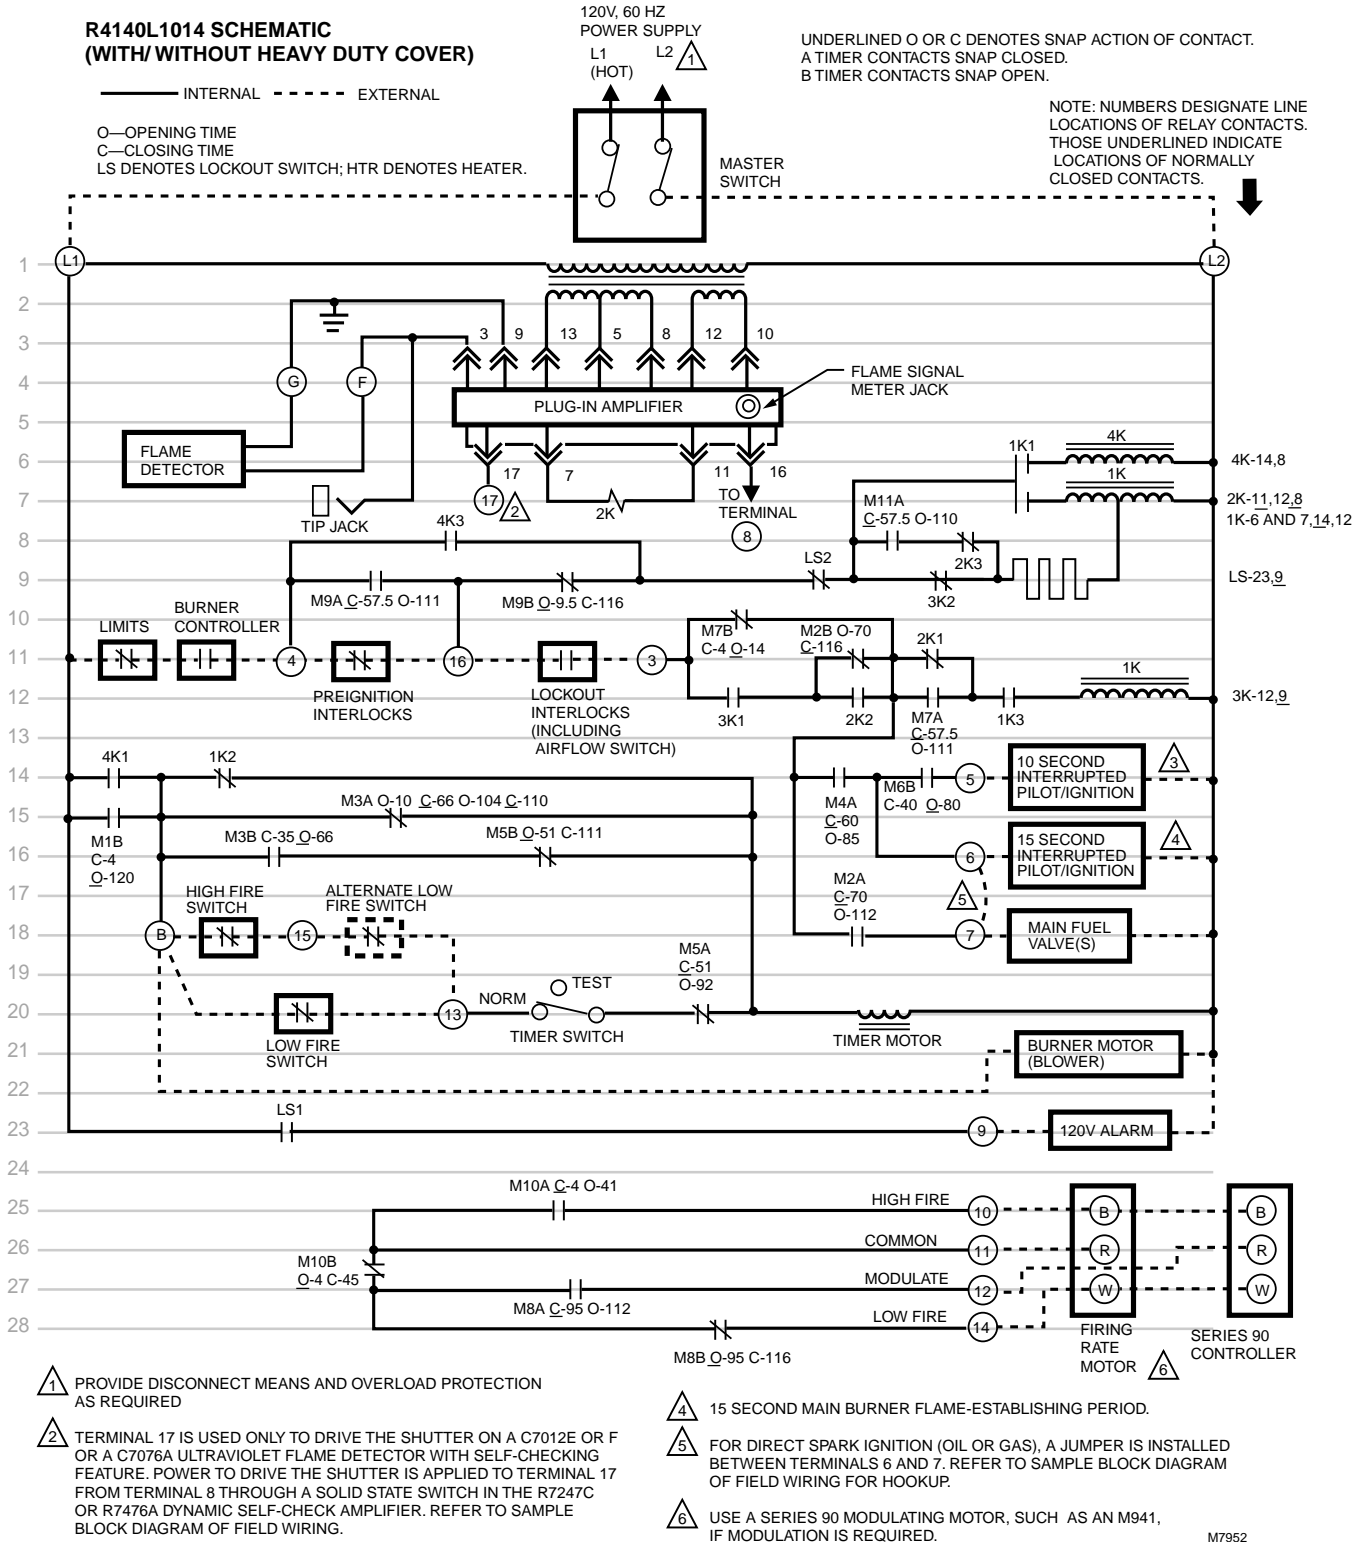 R4140L1014 SCHEMATIC
(WITH/ WITHOUT HEAVY DUTY COVER)
INTERNAL
EXTERNAL
O—OPENING TIME
C—CLOSING TIME
LS DENOTES LOCKOUT SWITCH; HTR DENOTES HEATER.
120V, 60 HZ
POWER SUPPLY
L1
(HOT)
L2
1
MASTER
SWITCH
UNDERLINED O OR C DENOTES SNAP ACTION OF CONTACT.
A TIMER CONTACTS SNAP CLOSED.
B TIMER CONTACTS SNAP OPEN.
NOTE: NUMBERS DESIGNATE LINE
LOCATIONS OF RELAY CONTACTS.
THOSE UNDERLINED INDICATE
LOCATIONS OF NORMALLY
CLOSED CONTACTS.
1
L1
L2
2
3
3
9
13
5
8
12
10
4
G
F
FLAME SIGNAL
METER JACK
PLUG-IN AMPLIFIER
5
FLAME
DETECTOR
6
17
7
11
16
1K1
4K
4K-14,8
1K
7
TIP JACK
17
2
2K
TO
TERMINAL
8
M11A
C-57.5 O-110
2K-11,12,8
1K-6 AND 7,14,12
8
4K3
LS2
2K3
9
M9A C-57.5 O-111
M9B O-9.5 C-116
3K2
LS-23,9
10
LIMITS
BURNER
CONTROLLER
M7B
C-4 O-14
M2B O-70
C-116
2K1
11
4
16
3
PREIGNITION
INTERLOCKS
LOCKOUT
INTERLOCKS
(INCLUDING
AIRFLOW SWITCH)
1K
12
3K1
2K2
M7A
C-57.5
O-111
1K3
3K-12,9
13
14
4K1
1K2
M4A
C-60
O-85
M6B
C-40 O-80
5
10 SECOND
INTERRUPTED
PILOT/IGNITION
3
15
M1B
C-4
O-120
M3A O-10 C-66 O-104 C-110
M3B C-35 O-66
M5B O-51 C-111
16
6
15 SECOND
INTERRUPTED
PILOT/IGNITION
4
17
HIGH FIRE
SWITCH
ALTERNATE LOW
FIRE SWITCH
M2A
C-70
O-112
5
18
B
15
7
MAIN FUEL
VALVE(S)
19
M5A
C-51
O-92
TEST
20
13
NORM
TIMER SWITCH
TIMER MOTOR
21
LOW FIRE
SWITCH
BURNER MOTOR
(BLOWER)
22
23
LS1
9
120V ALARM
24
25
M10A C-4 O-41
HIGH FIRE
10
B
B
26
COMMON
11
R
R
27
M10B
O-4 C-45
M8A C-95 O-112
MODULATE
12
W
W
28
LOW FIRE
14
M8B O-95 C-116
FIRING
RATE
MOTOR
6
SERIES 90
CONTROLLER
1
PROVIDE DISCONNECT MEANS AND OVERLOAD PROTECTION
AS REQUIRED
2
TERMINAL 17 IS USED ONLY TO DRIVE THE SHUTTER ON A C7012E OR F
OR A C7076A ULTRAVIOLET FLAME DETECTOR WITH SELF-CHECKING
FEATURE. POWER TO DRIVE THE SHUTTER IS APPLIED TO TERMINAL 17
FROM TERMINAL 8 THROUGH A SOLID STATE SWITCH IN THE R7247C
OR R7476A DYNAMIC SELF-CHECK AMPLIFIER. REFER TO SAMPLE
BLOCK DIAGRAM OF FIELD WIRING.
4
15 SECOND MAIN BURNER FLAME-ESTABLISHING PERIOD.
5
FOR DIRECT SPARK IGNITION (OIL OR GAS), A JUMPER IS INSTALLED
BETWEEN TERMINALS 6 AND 7. REFER TO SAMPLE BLOCK DIAGRAM
OF FIELD WIRING FOR HOOKUP.
6
USE A SERIES 90 MODULATING MOTOR, SUCH AS AN M941,
IF MODULATION IS REQUIRED.
M7952